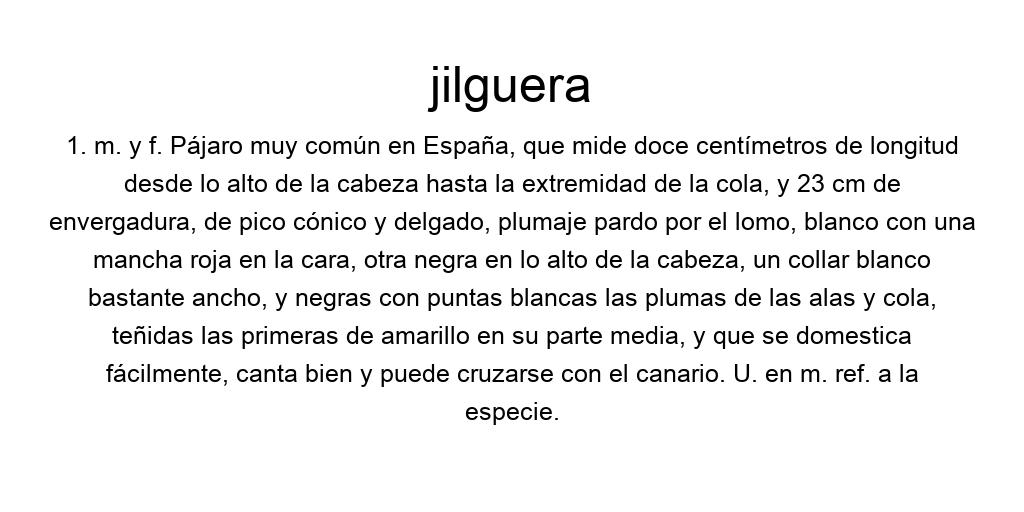 jilguera
1. m. y f. Pájaro muy común en España, que mide doce centímetros de longitud
desde lo alto de la cabeza hasta la extremidad de la cola, y 23 cm de
envergadura, de pico cónico y delgado, plumaje pardo por el lomo, blanco con una
mancha roja en la cara, otra negra en lo alto de la cabeza, un collar blanco
bastante ancho, y negras con puntas blancas las plumas de las alas y cola,
teñidas las primeras de amarillo en su parte media, y que se domestica
fácilmente, canta bien y puede cruzarse con el canario. U. en m. ref. a la
especie.